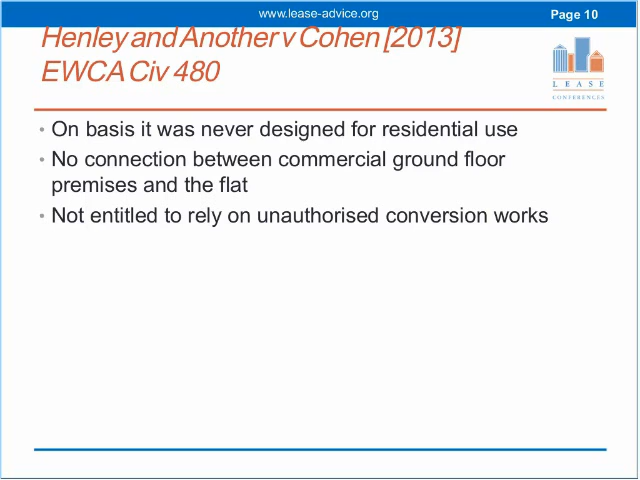 www.lease-advice.org
Page 10
Henley and Another v Cohen [2013]
EWCA Civ 480
LEASE
CONFERENCES
• On basis it was never designed for residential use
• No connection between commercial ground floor
premises and the flat
• Not entitled to rely on unauthorised conversion works